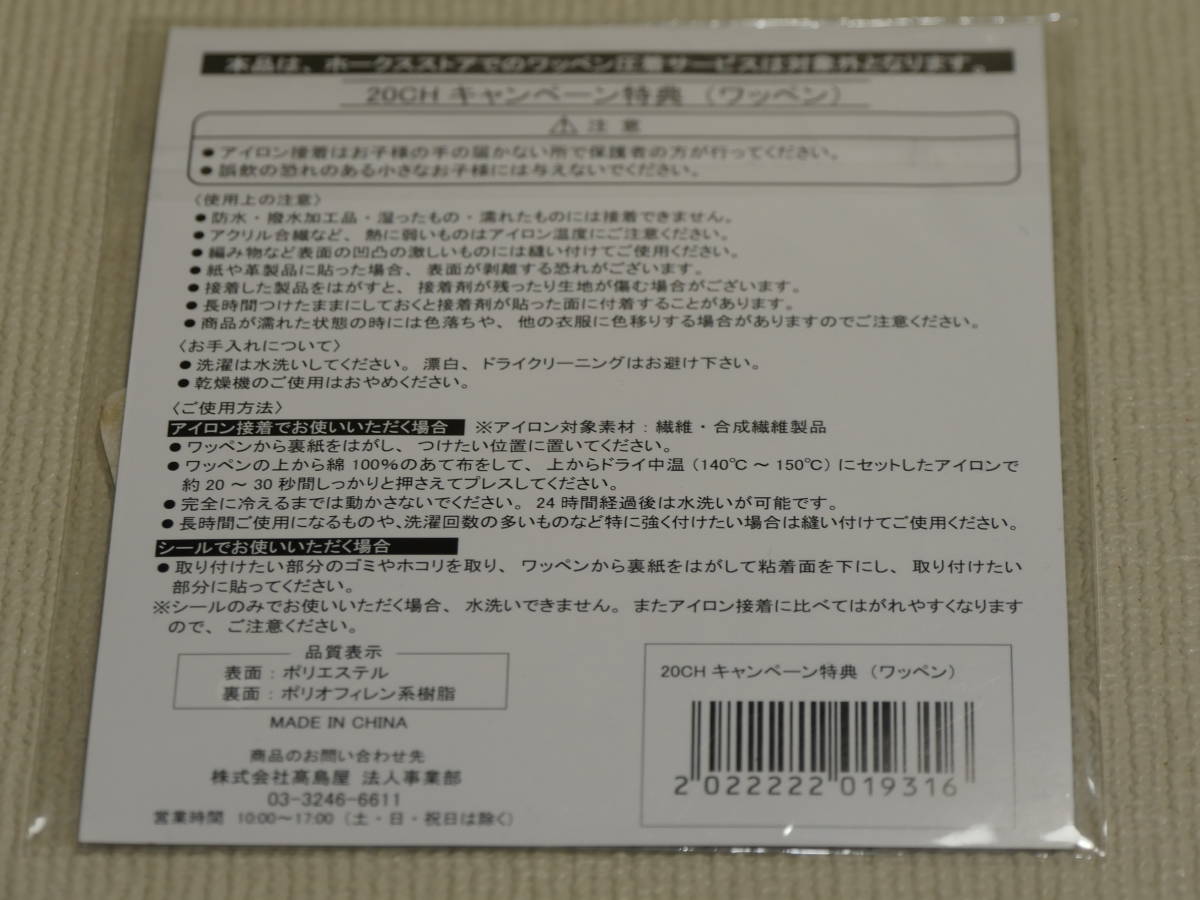 本品は、ホークスストアでのワッペン圧着サービスは対象外となります。
20CH キャンペーン特典（ワッペン）
⚠ 注 意
● アイロン接着はお子様の手の届かない所で保護者の方が行ってください。
● 誤飲の恐れのある小さなお子様には与えないでください。
〈使用上の注意〉
● 防水・撥水加工品・湿ったもの・濡れたものには接着できません。
● アクリル合繊など、熱に弱いものはアイロン温度にご注意ください。
● 編み物など表面の凹凸の激しいものには縫い付けてご使用ください。
● 紙や革製品に貼った場合、表面が剥離する恐れがございます。
● 接着した製品をはがすと、接着剤が残ったり生地が傷む場合がございます。
● 長時間つけたままにしておくと接着剤が貼った面に付着することがあります。
● 商品が濡れた状態の時には色落ちや、他の衣服に色移りする場合がありますのでご注意ください。
〈お手入れについて〉
● 洗濯は水洗いしてください。漂白、ドライクリーニングはお避け下さい。
● 乾燥機のご使用はおやめください。
〈ご使用方法〉
アイロン接着でお使いいただく場合 ※アイロン対象素材：繊維・合成繊維製品
● ワッペンから裏紙をはがし、つけたい位置に置いてください。
● ワッペンの上から綿 100%のあて布をして、上からドライ中温（140℃ ～ 150℃）にセットしたアイロンで
約 20 ～ 30 秒間しっかりと押さえてプレスしてください。
● 完全に冷えるまでは動かさないでください。24 時間経過後は水洗いが可能です。
● 長時間ご使用になるものや、洗濯回数の多いものなど特に強く付けたい場合は縫い付けてご使用ください。
シールでお使いいただく場合
● 取り付けたい部分のゴミやホコリを取り、ワッペンから裏紙をはがして粘着面を下にし、取り付けたい
部分に貼ってください。
※シールのみでお使いいただく場合、水洗いできません。またアイロン接着に比べてはがれやすくなります
ので、ご注意ください。
品質表示
表面：ポリエステル
裏面：ポリオフィレン系樹脂
MADE IN CHINA
商品のお問い合わせ先
株式会社髙島屋 法人事業部
03-3246-6611
営業時間 10:00～17:00（土・日・祝日は除く）
20CH キャンペーン特典（ワッペン）
2 022222 019316